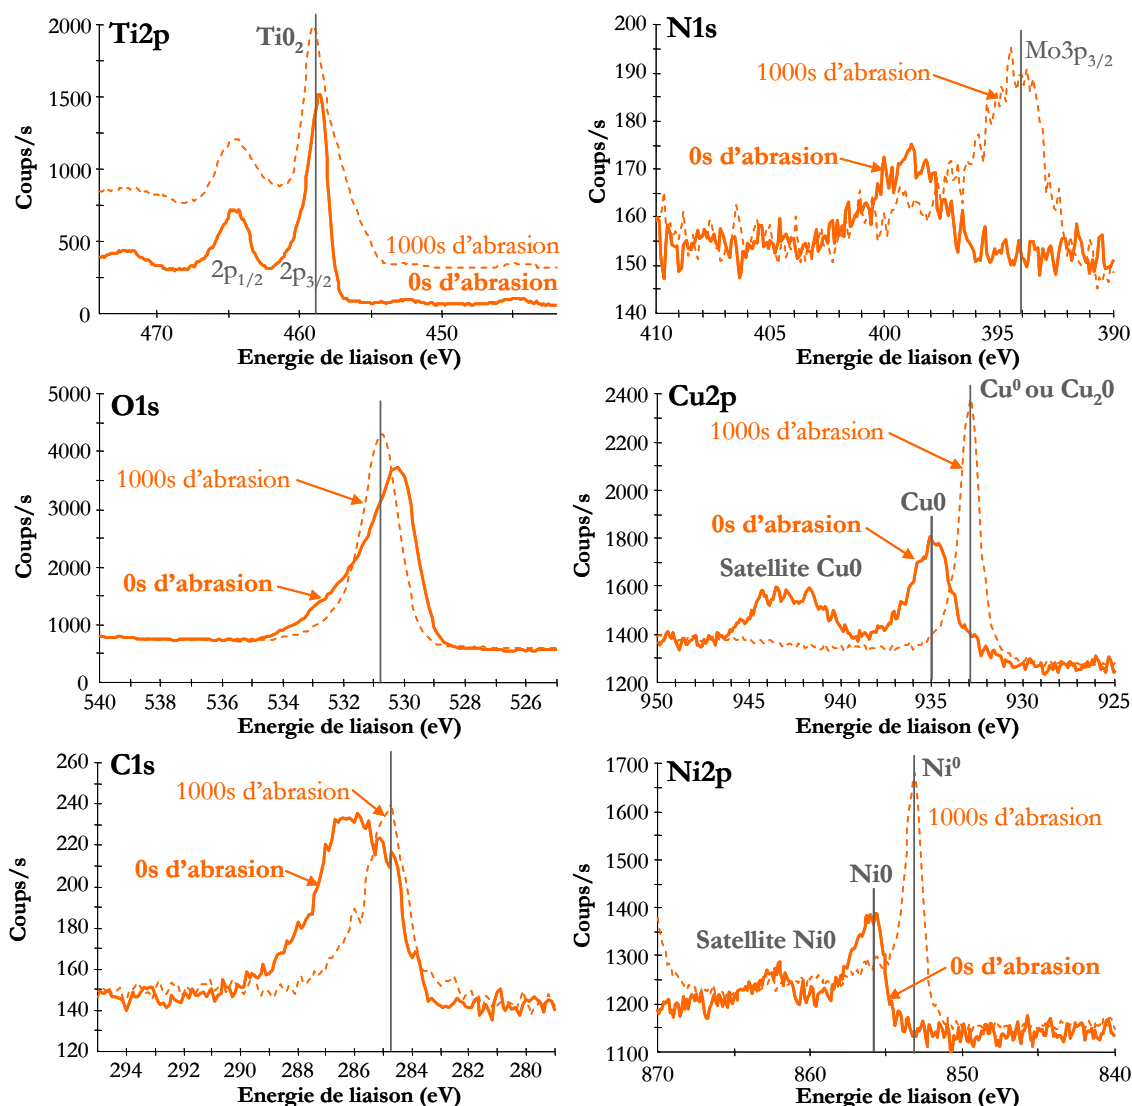 Ti2p
TiO₂
2p1/2
2p3/2
1000s d'abrasion
0s d'abrasion
Coups/s
2000
1500
1000
500
0
470
460
450
Energie de liaison (eV)
N1s
Mo3p3/2
1000s d'abrasion
0s d'abrasion
Coups/s
200
190
180
170
160
150
140
410
405
400
395
390
Energie de liaison (eV)
O1s
1000s d'abrasion
0s d'abrasion
Coups/s
5000
4000
3000
2000
1000
0
540
536
534
532
530
528
526
Energie de liaison (eV)
Cu2p
Cu⁰ ou Cu₂0
1000s d'abrasion
Cu0
0s d'abrasion
Satellite Cu0
Coups/s
2400
2200
2000
1800
1600
1400
1200
950
945
940
935
930
925
Energie de liaison (eV)
C1s
1000s d'abrasion
0s d'abrasion
Coups/s
260
240
220
200
180
160
140
120
294
292
290
288
286
284
282
280
Energie de liaison (eV)
Ni2p
Ni⁰
1000s d'abrasion
Ni0
Satellite Ni0
0s d'abrasion
Coups/s
1700
1600
1500
1400
1300
1200
1100
870
860
850
840
Energie de liaison (eV)